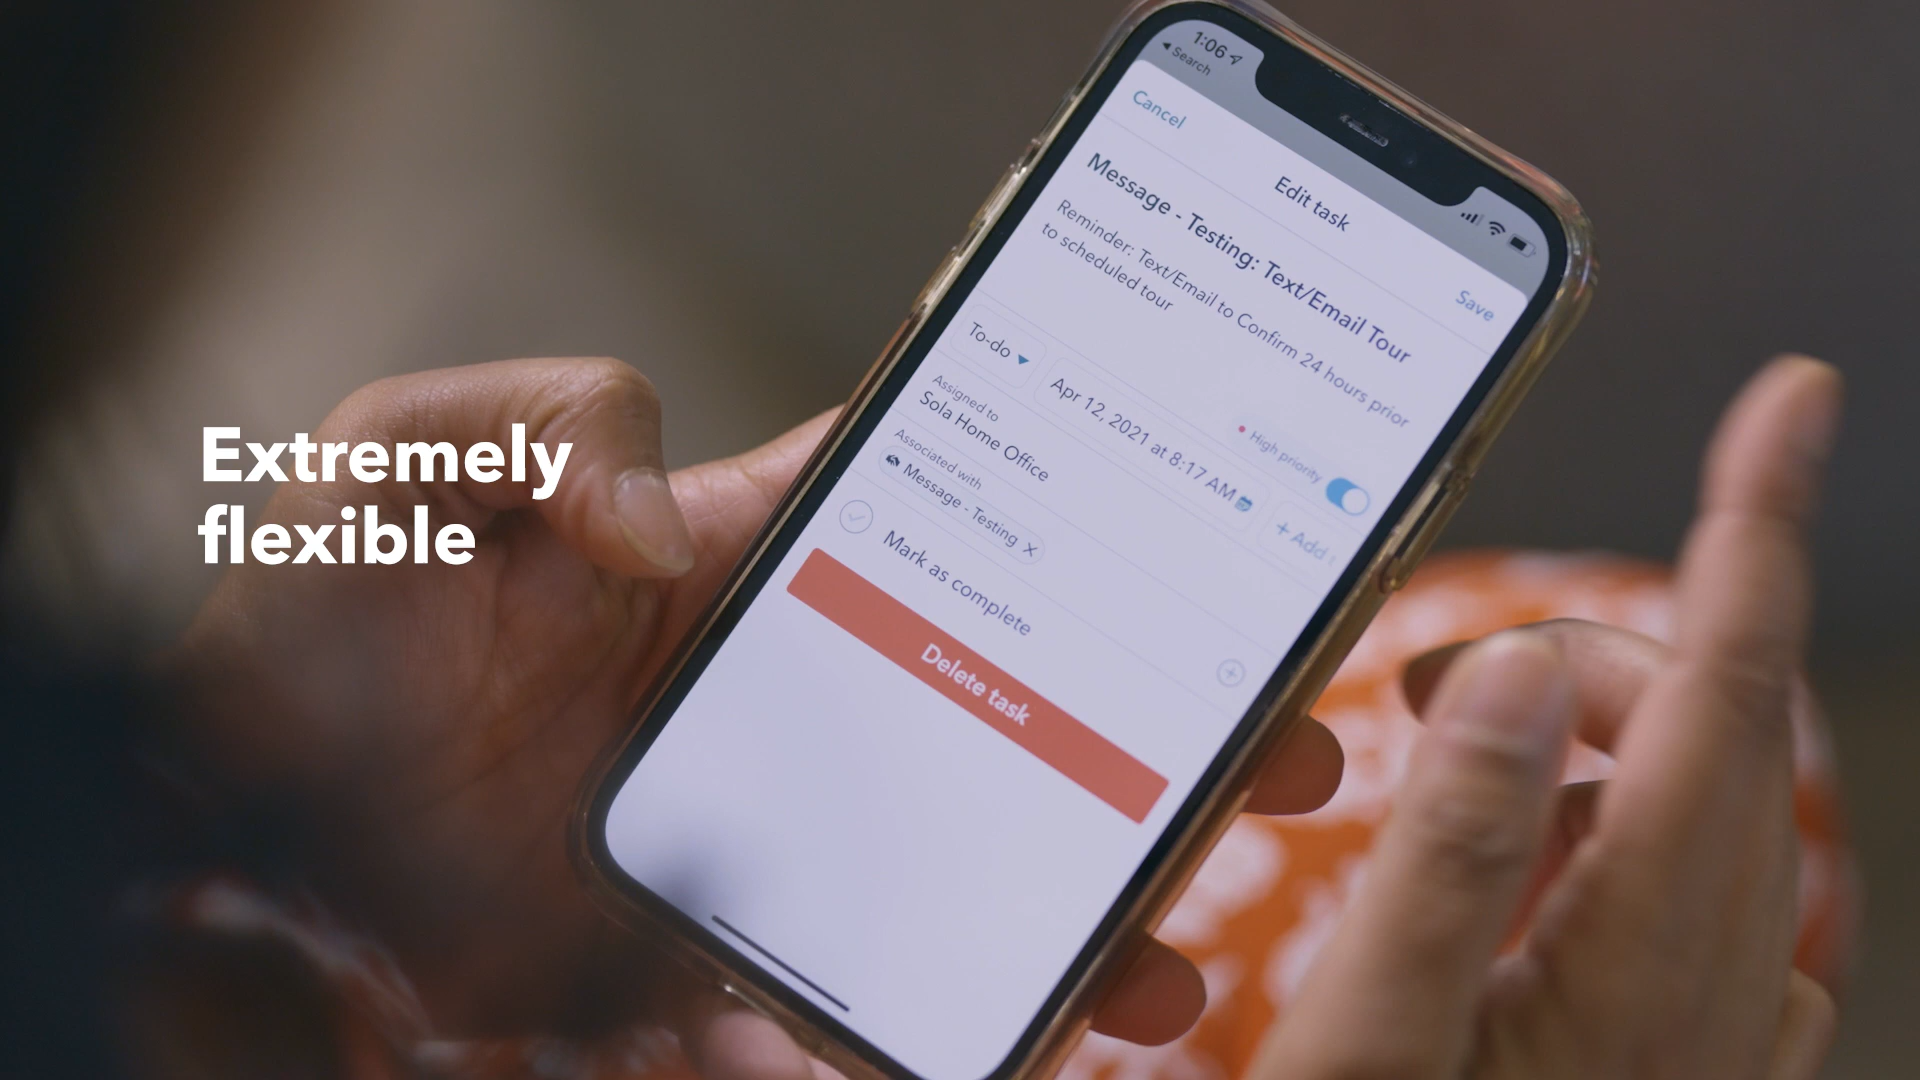 Extremely
flexible
1:06
Search
Cancel
Edit task
Save
Message - Testing: Text/Email Tour
Reminder: Text/Email to Confirm 24 hours prior
to scheduled tour
High priority
To-do
Apr 12, 2021 at 8:17 AM
+ Add
Assigned to
Sola Home Office
Associated with
Message - Testing ×
Mark as complete
Delete task